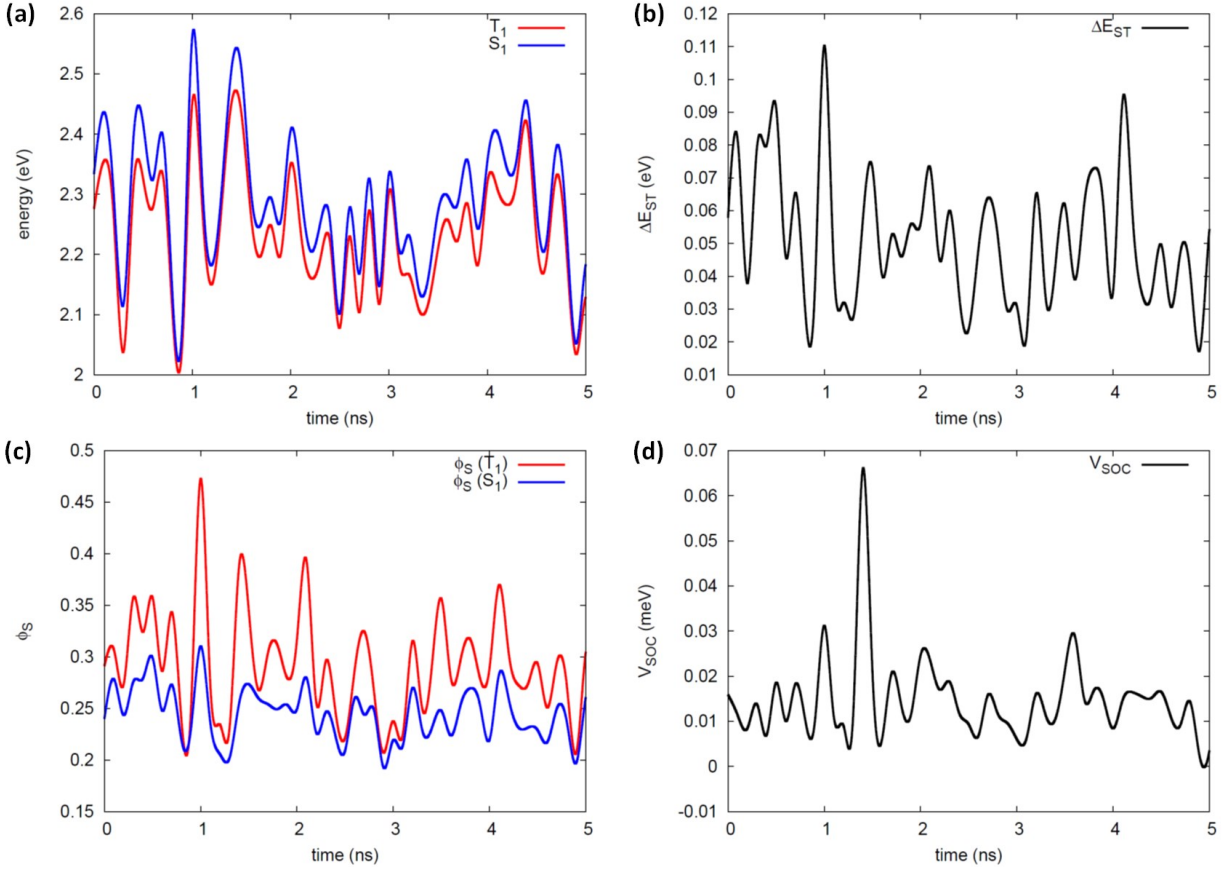 (a)
2.6
2.5
2.4
2.3
2.2
2.1
2
energy (eV)
T1
S1
0 1 2 3 4 5
time (ns)
(b)
0.12
0.11
0.1
0.09
0.08
0.07
0.06
0.05
0.04
0.03
0.02
0.01
ΔEST (eV)
ΔEST
0 1 2 3 4 5
time (ns)
(c)
0.5
0.45
0.4
0.35
0.3
0.25
0.2
0.15
ϕS
ϕS (T1)
ϕS (S1)
0 1 2 3 4 5
time (ns)
(d)
0.07
0.06
0.05
0.04
0.03
0.02
0.01
0
-0.01
VSOC (meV)
VSOC
0 1 2 3 4 5
time (ns)